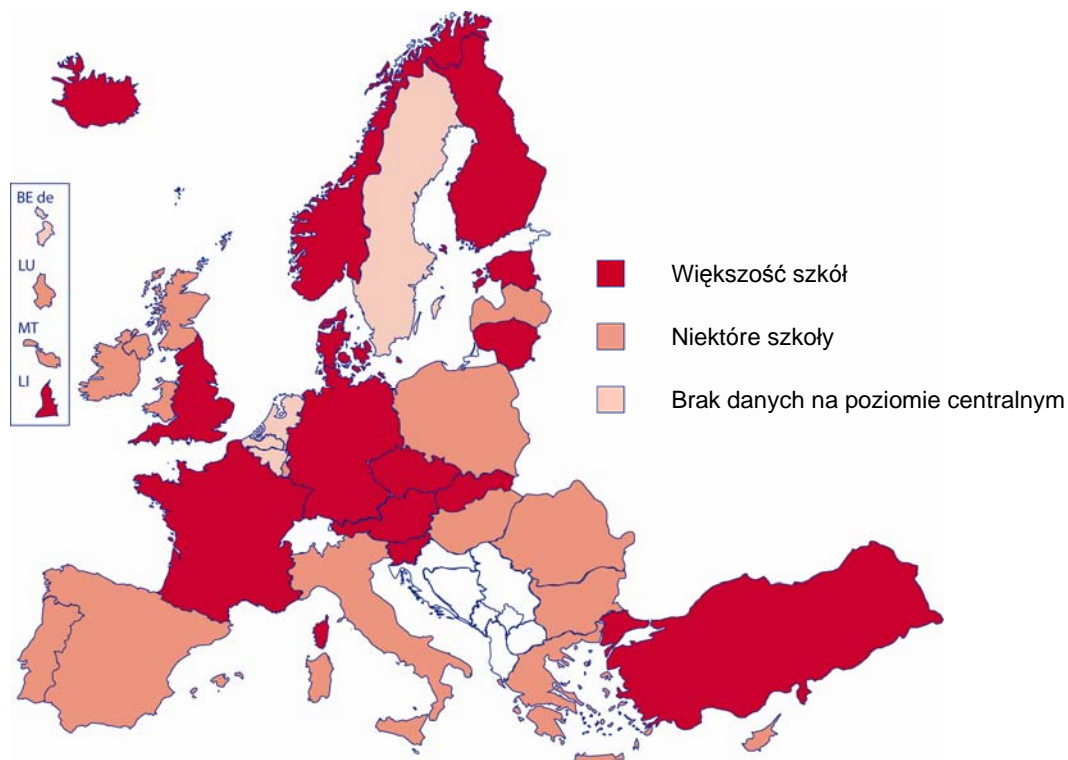 BE de
LU
MT
LI
Większość szkół
Niektóre szkoły
Brak danych na poziomie centralnym